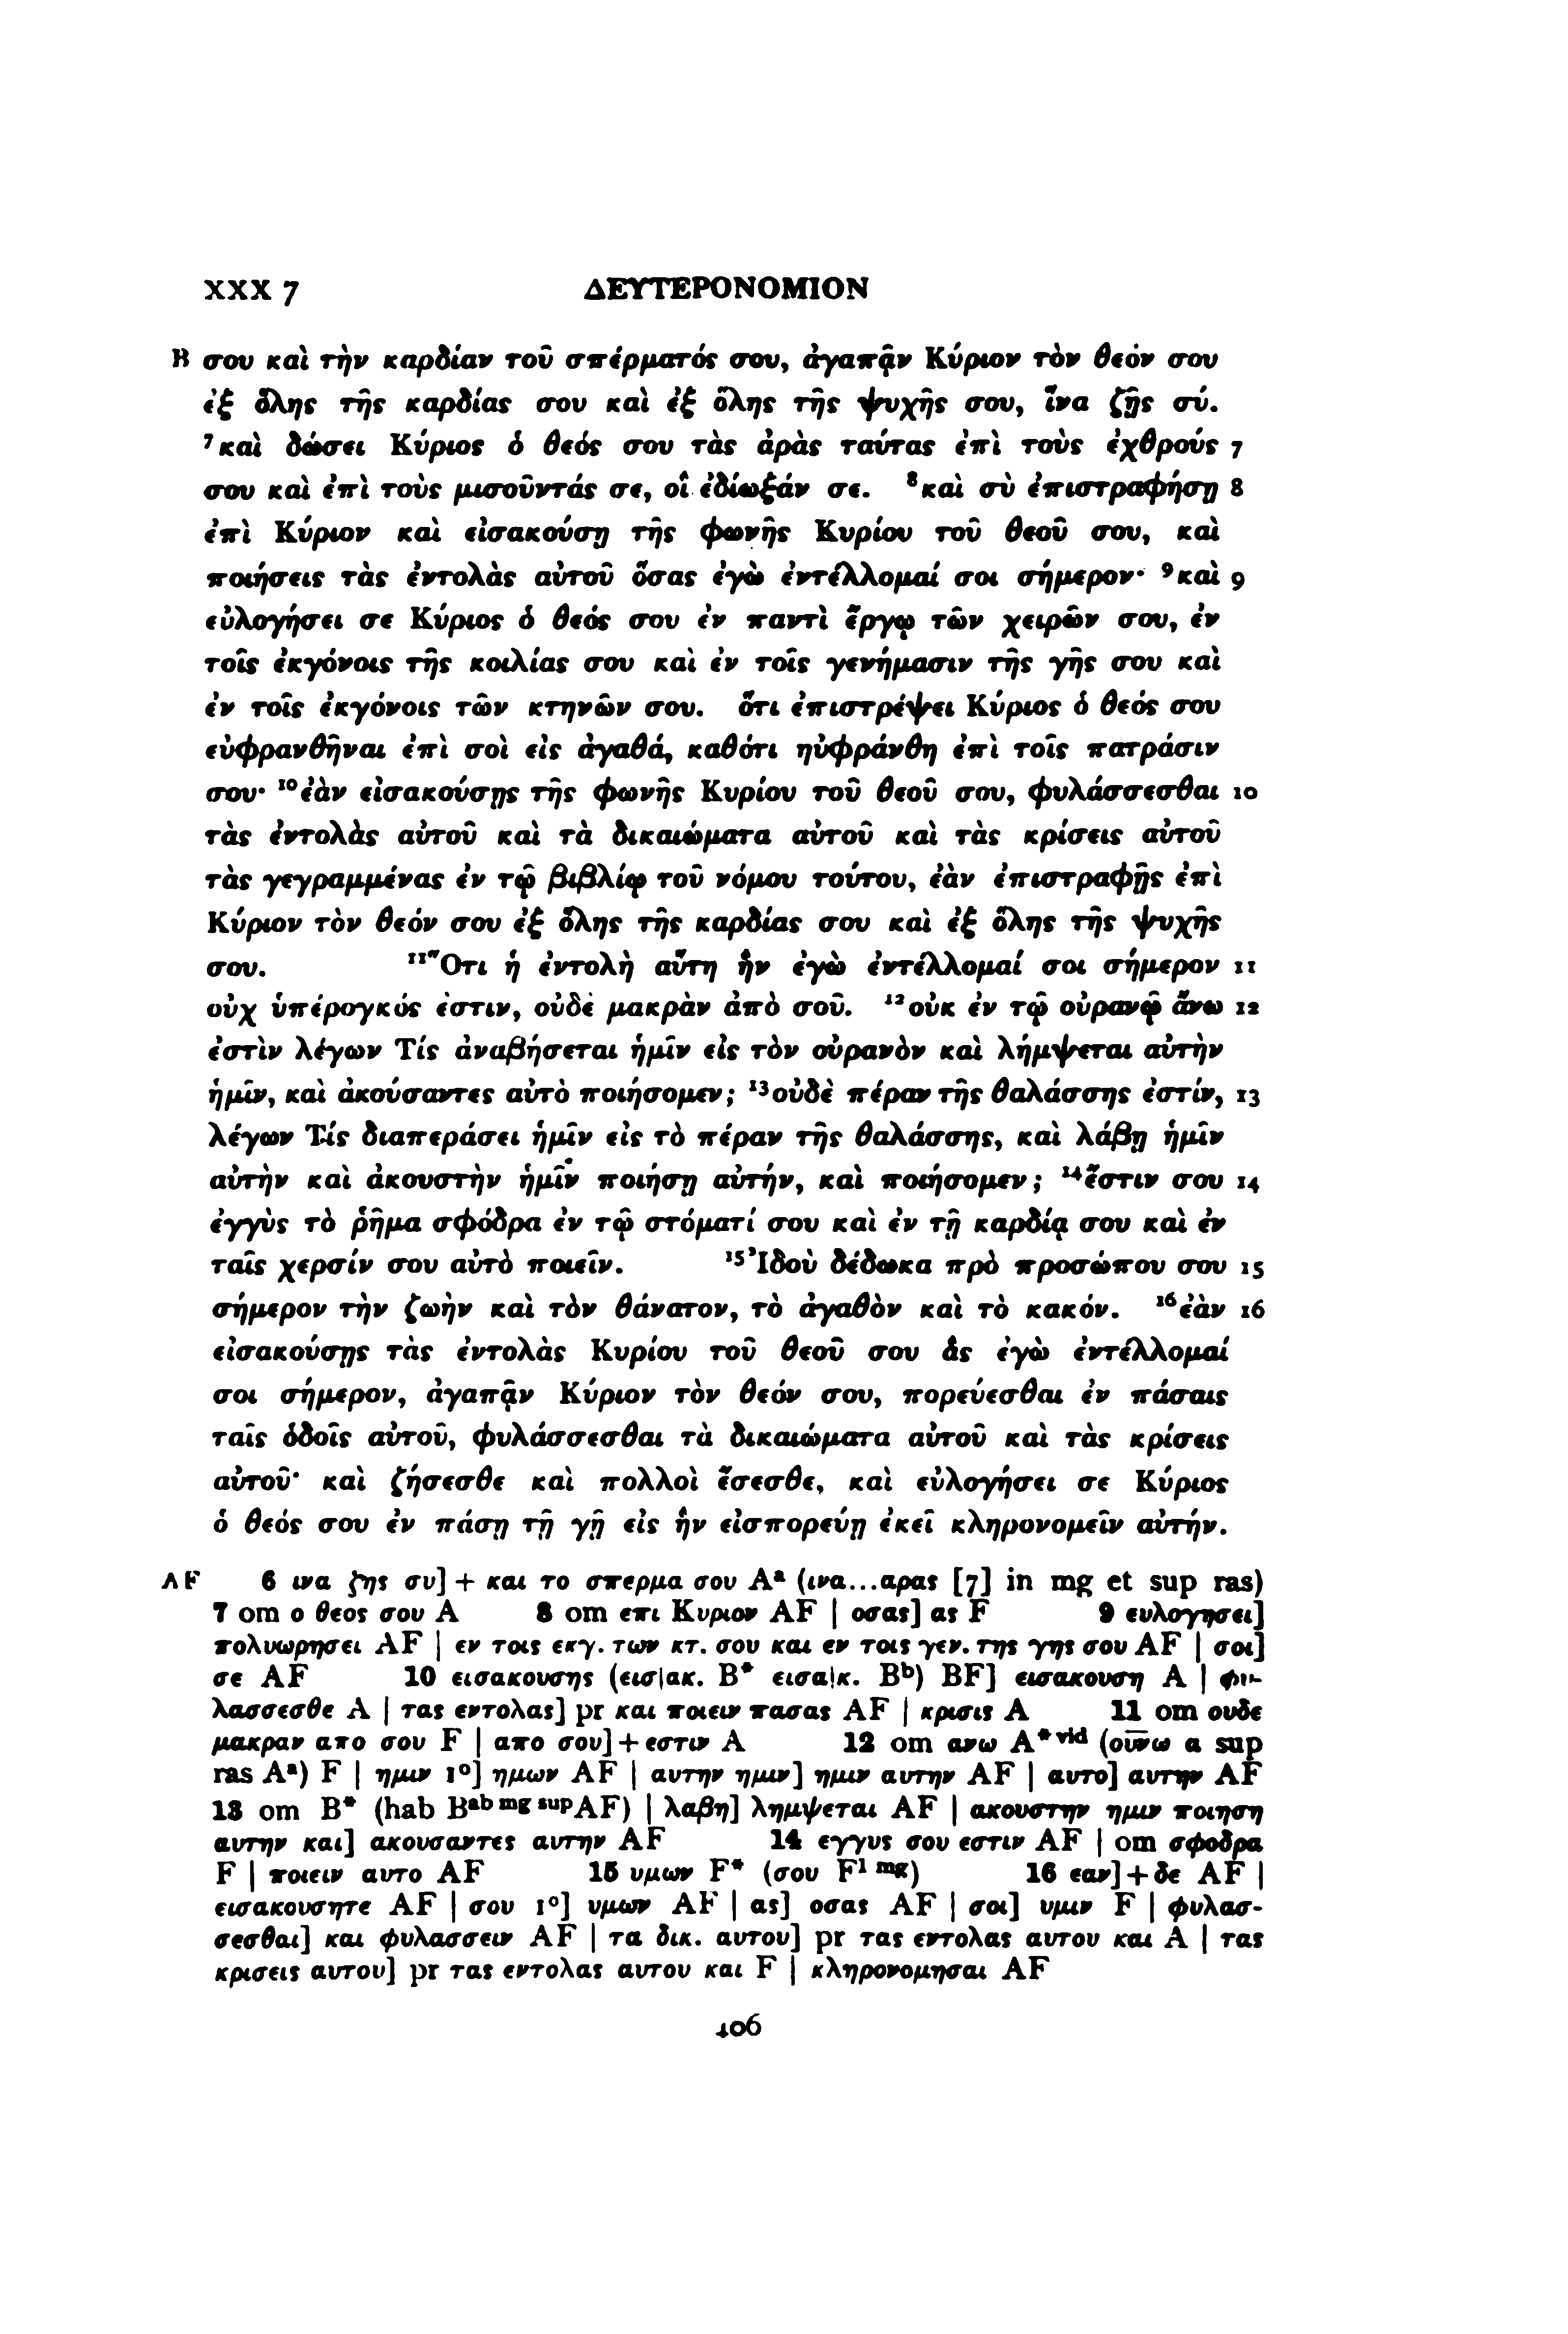 XXX 7 ΔΕΥΤΕΡΟΝΟΜΙΟΝ
B σου καὶ τὴν καρδίαν τοῦ σπέρματός σου, ἀγαπᾷν Κύριον τὸν θεόν σου
ἐξ ὅλης τῆς καρδίας σου καὶ ἐξ ὅλης τῆς ψυχῆς σου, ἵνα ζῇς σύ.
⁷καὶ δώσει Κύριος ὁ θεός σου τὰς ἀρὰς ταύτας ἐπὶ τοὺς ἐχθρούς 7
σου καὶ ἐπὶ τοὺς μισοῦντάς σε, οἳ ἐδίωξάν σε. ⁸καὶ σὺ ἐπιστραφήσῃ 8
ἐπὶ Κύριον καὶ εἰσακούσῃ τῆς φωνῆς Κυρίου τοῦ θεοῦ σου, καὶ
ποιήσεις τὰς ἐντολὰς αὐτοῦ ὅσας ἐγὼ ἐντέλλομαί σοι σήμερον· ⁹καὶ 9
εὐλογήσει σε Κύριος ὁ θεός σου ἐν παντὶ ἔργῳ τῶν χειρῶν σου, ἐν
τοῖς ἐκγόνοις τῆς κοιλίας σου καὶ ἐν τοῖς γενήμασιν τῆς γῆς σου καὶ
ἐν τοῖς ἐκγόνοις τῶν κτηνῶν σου. ὅτι ἐπιστρέψει Κύριος ὁ θεός σου
εὐφρανθῆναι ἐπὶ σοὶ εἰς ἀγαθά, καθότι ηὐφράνθη ἐπὶ τοῖς πατράσιν
σου· ¹⁰ἐὰν εἰσακούσῃς τῆς φωνῆς Κυρίου τοῦ θεοῦ σου, φυλάσσεσθαι 10
τὰς ἐντολὰς αὐτοῦ καὶ τὰ δικαιώματα αὐτοῦ καὶ τὰς κρίσεις αὐτοῦ
τὰς γεγραμμένας ἐν τῷ βιβλίῳ τοῦ νόμου τούτου, ἐὰν ἐπιστραφῇς ἐπὶ
Κύριον τὸν θεόν σου ἐξ ὅλης τῆς καρδίας σου καὶ ἐξ ὅλης τῆς ψυχῆς
σου. ¹¹Ὅτι ἡ ἐντολὴ αὕτη ἣν ἐγὼ ἐντέλλομαί σοι σήμερον 11
οὐχ ὑπέρογκός ἐστιν, οὐδὲ μακρὰν ἀπὸ σοῦ. ¹²οὐκ ἐν τῷ οὐρανῷ ἄνω 12
ἐστὶν λέγων Τίς ἀναβήσεται ἡμῖν εἰς τὸν οὐρανὸν καὶ λήμψεται αὐτὴν
ἡμῖν, καὶ ἀκούσαντες αὐτὸ ποιήσομεν; ¹³οὐδὲ πέραν τῆς θαλάσσης ἐστίν, 13
λέγων Τίς διαπεράσει ἡμῖν εἰς τὸ πέραν τῆς θαλάσσης, καὶ λάβῃ ἡμῖν
αὐτὴν καὶ ἀκουστὴν ἡμῖν ποιήσῃ αὐτήν, καὶ ποιήσομεν; ¹⁴ἔστιν σου 14
ἐγγὺς τὸ ῥῆμα σφόδρα ἐν τῷ στόματί σου καὶ ἐν τῇ καρδίᾳ σου καὶ ἐν
ταῖς χερσίν σου αὐτὸ ποιεῖν. ¹⁵Ἰδοὺ δέδωκα πρὸ προσώπου σου 15
σήμερον τὴν ζωὴν καὶ τὸν θάνατον, τὸ ἀγαθὸν καὶ τὸ κακόν. ¹⁶ἐὰν 16
εἰσακούσῃς τὰς ἐντολὰς Κυρίου τοῦ θεοῦ σου ἃς ἐγὼ ἐντέλλομαί
σοι σήμερον, ἀγαπᾷν Κύριον τὸν θεόν σου, πορεύεσθαι ἐν πάσαις
ταῖς ὁδοῖς αὐτοῦ, φυλάσσεσθαι τὰ δικαιώματα αὐτοῦ καὶ τὰς κρίσεις
αὐτοῦ· καὶ ζήσεσθε καὶ πολλοὶ ἔσεσθε, καὶ εὐλογήσει σε Κύριος
ὁ θεός σου ἐν πάσῃ τῇ γῇ εἰς ἣν εἰσπορεύῃ ἐκεῖ κληρονομεῖν αὐτήν.
AF 6 ινα ζης συ] + και το σπερμα σου Aᵃ (ινα...αρας [7] in mg et sup ras)
7 om ο θεος σου A 8 om επι Κυριον AF | οσας] ας F 9 ευλογησει]
πολυωρησει AF | εν τοις εκγ. των κτ. σου και εν τοις γεν. της γης σου AF | σοι]
σε AF 10 εισακουσης (εισ|ακ. B* εισα|κ. Bᵇ) BF] εισακουση A | φυ-
λασσεσθε A | τας εντολας] pr και ποιειν πασας AF | κρισις A 11 om ουδε
μακραν απο σου F | απο σου] + εστιν A 12 om ανω A*ᵛⁱᵈ (ου̅ν̅ω α sup
ras Aᵃ) F | ημιν 1°] ημων AF | αυτην ημιν] ημιν αυτην AF | αυτο] αυτην AF
13 om B* (hab Bᵃᵇ ᵐᵍ ˢᵘᵖ AF) | λαβη] λημψεται AF | ακουστην ημιν ποιηση
αυτην και] ακουσαντες αυτην AF 14 εγγυς σου εστιν AF | om σφοδρα
F | ποιειν αυτο AF 15 υμων F* (σου F¹ ᵐᵍ) 16 εαν] + δε AF |
εισακουσητε AF | σου 1°] υμων AF | ας] οσας AF | σοι] υμιν F | φυλασ-
σεσθαι] και φυλασσειν AF | τα δικ. αυτου] pr τας εντολας αυτου και A | τας
κρισεις αυτου] pr τας εντολας αυτου και F | κληρονομησαι AF
406